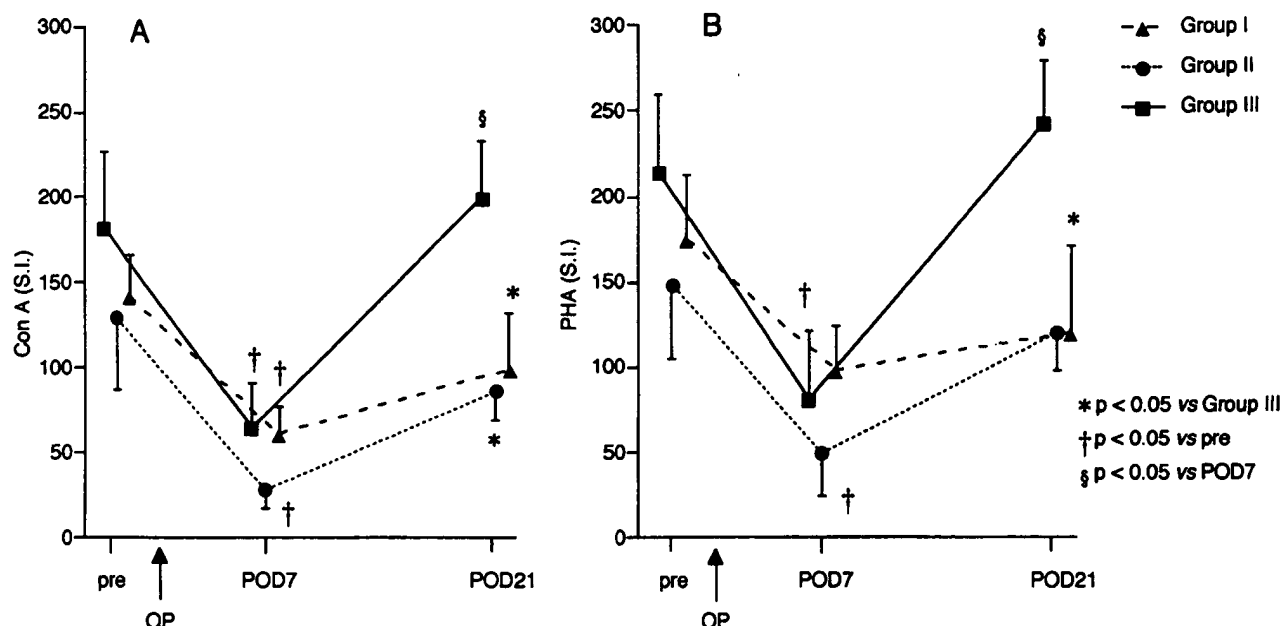 A
Con A (S.I.)
300
250
200
150
100
50
0
§
†
†
*
*
†
pre
POD7
POD21
OP
B
PHA (S.I.)
300
250
200
150
100
50
0
§
†
*
†
pre
POD7
POD21
OP
Group I
Group II
Group III
* p < 0.05 vs Group III
† p < 0.05 vs pre
§ p < 0.05 vs POD7